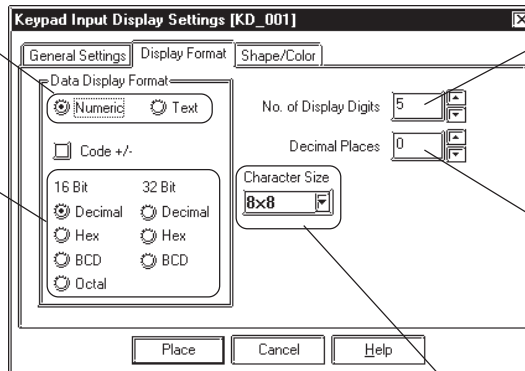 Keypad Input Display Settings [KD_001]
General Settings
Display Format
Shape/Color
Data Display Format
Numeric
Text
Code +/-
16 Bit
32 Bit
Decimal
Decimal
Hex
Hex
BCD
BCD
Octal
No. of Display Digits
5
Decimal Places
0
Character Size
8×8
Place
Cancel
Help